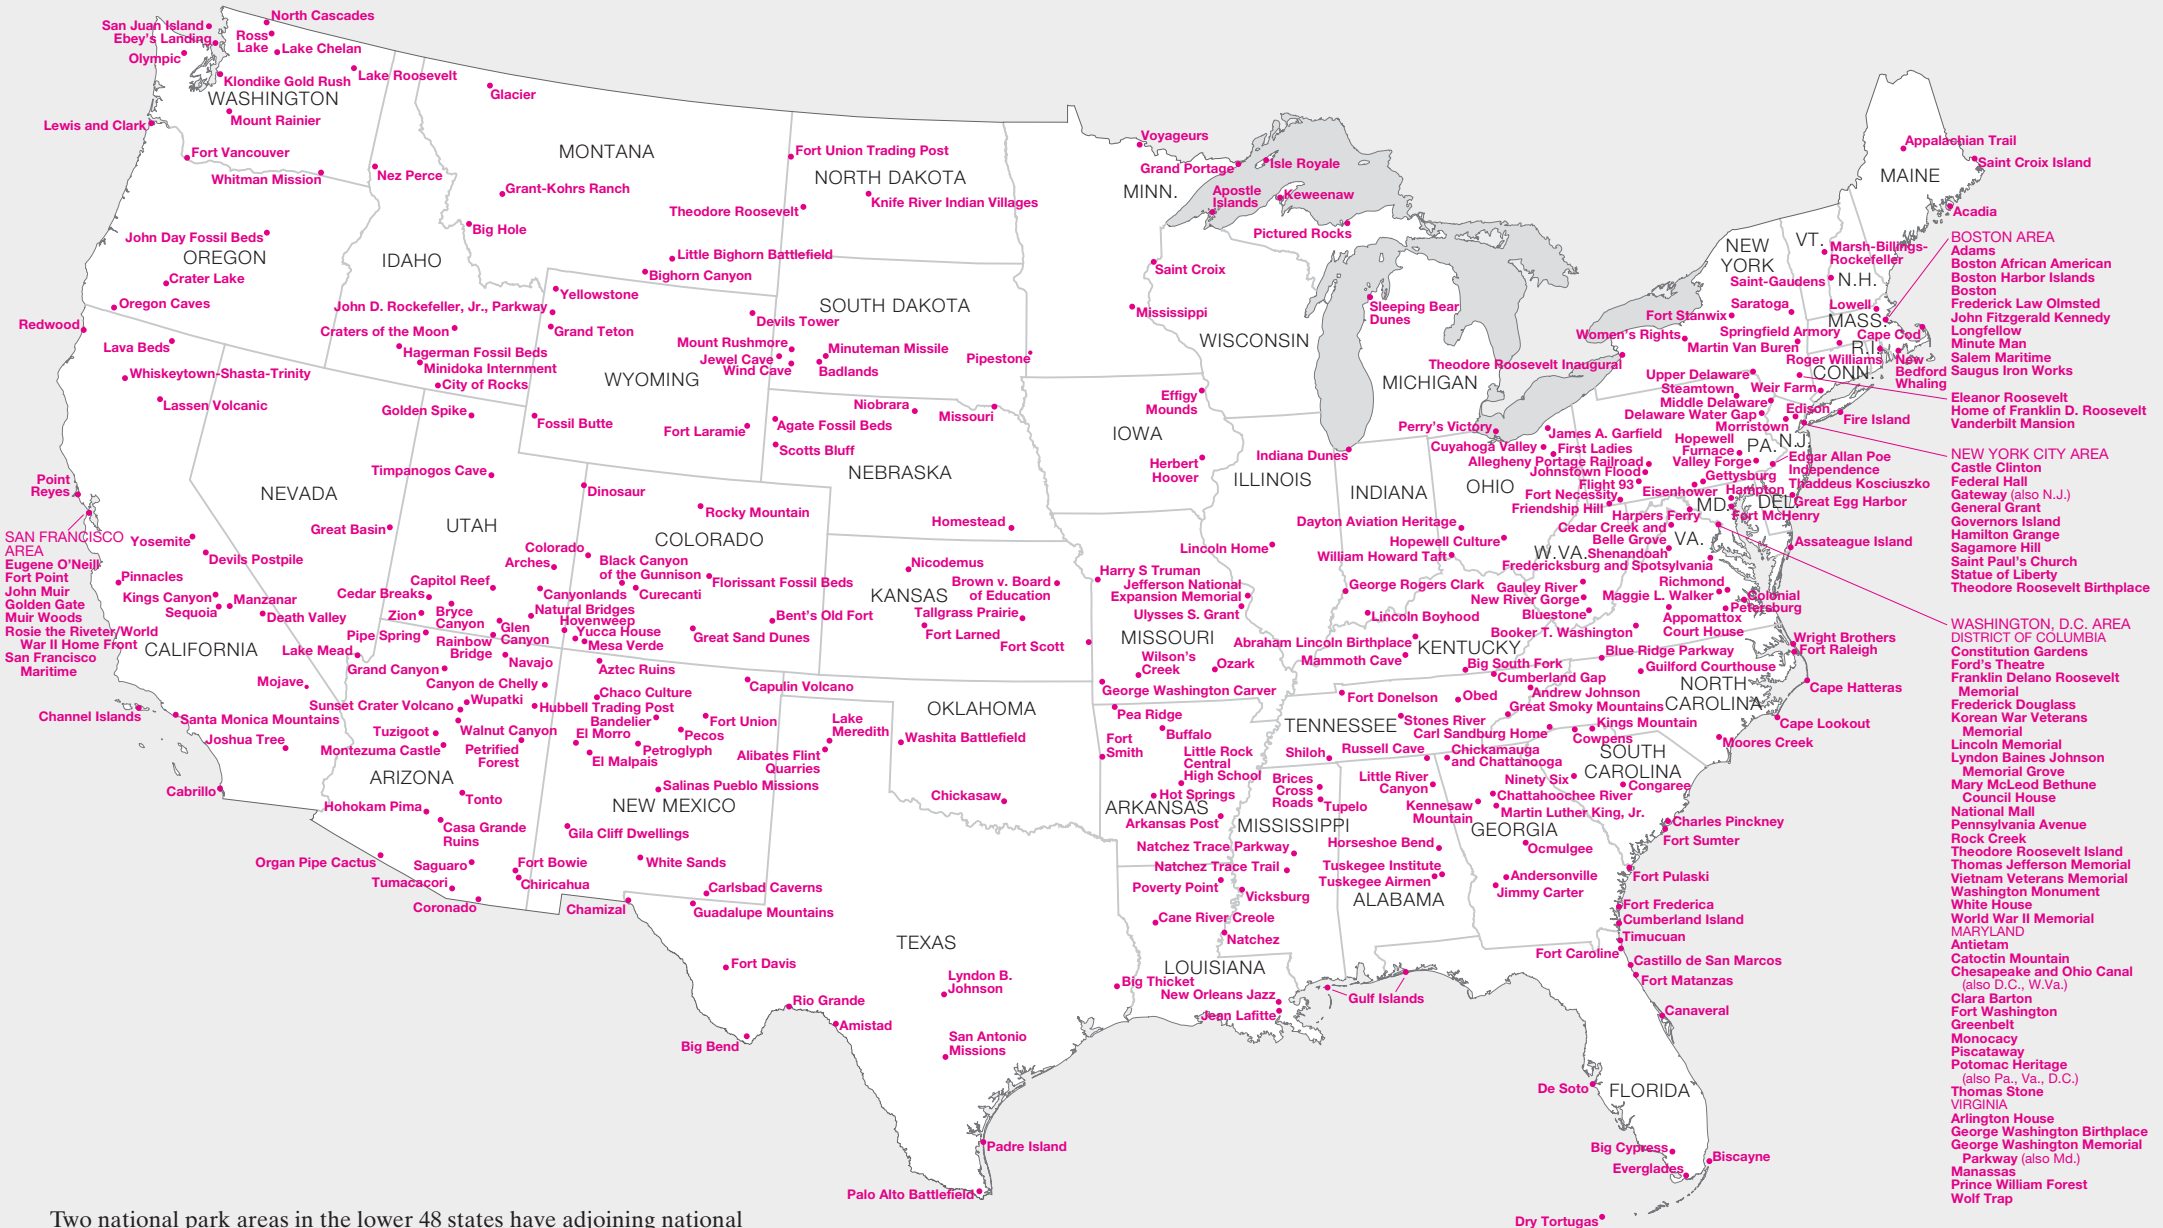 San Juan Island
Ebey's Landing
Olympic
North Cascades
Ross
Lake
Lake Chelan
Klondike Gold Rush
Lake Roosevelt
WASHINGTON
Mount Rainier
Lewis and Clark
Fort Vancouver
Whitman Mission
Nez Perce
Glacier
MONTANA
Grant-Kohrs Ranch
Big Hole
Little Bighorn Battlefield
Bighorn Canyon
John Day Fossil Beds
OREGON
Crater Lake
Oregon Caves
IDAHO
John D. Rockefeller, Jr., Parkway
Craters of the Moon
Hagerman Fossil Beds
Minidoka Internment
City of Rocks
Yellowstone
Grand Teton
Devils Tower
WYOMING
Fossil Butte
Fort Laramie
Fort Union Trading Post
NORTH DAKOTA
Knife River Indian Villages
Theodore Roosevelt
SOUTH DAKOTA
Mount Rushmore
Jewel Cave
Wind Cave
Minuteman Missile
Badlands
Niobrara
Missouri
Agate Fossil Beds
Scotts Bluff
NEBRASKA
Homestead
Redwood
Lava Beds
Whiskeytown-Shasta-Trinity
Lassen Volcanic
Point
Reyes
SAN FRANCISCO
AREA
Eugene O'Neill
Fort Point
John Muir
Golden Gate
Muir Woods
Rosie the Riveter/World
War II Home Front
San Francisco
Maritime
Yosemite
Devils Postpile
Pinnacles
Kings Canyon
Sequoia
Manzanar
Death Valley
CALIFORNIA
Mojave
Channel Islands
Santa Monica Mountains
Joshua Tree
Cabrillo
NEVADA
Great Basin
Lake Mead
Golden Spike
Timpanogos Cave
UTAH
Dinosaur
Colorado
Arches
Capitol Reef
Canyonlands
Cedar Breaks
Zion
Bryce
Canyon
Natural Bridges
Hovenweep
Glen
Canyon
Pipe Spring
Rainbow
Bridge
Navajo
Grand Canyon
Canyon de Chelly
Wupatki
Sunset Crater Volcano
Hubbell Trading Post
Tuzigoot
Walnut Canyon
Montezuma Castle
Petrified
Forest
ARIZONA
Tonto
Hohokam Pima
Casa Grande
Ruins
Organ Pipe Cactus
Saguaro
Tumacacori
Coronado
Fort Bowie
Chiricahua
Rocky Mountain
COLORADO
Black Canyon
of the Gunnison
Florissant Fossil Beds
Curecanti
Bent's Old Fort
Great Sand Dunes
Yucca House
Mesa Verde
Aztec Ruins
Capulin Volcano
Chaco Culture
Bandelier
Fort Union
El Morro
Pecos
Petroglyph
El Malpais
Salinas Pueblo Missions
NEW MEXICO
Gila Cliff Dwellings
White Sands
Carlsbad Caverns
Chamizal
Guadalupe Mountains
Nicodemus
Brown v. Board
of Education
KANSAS
Tallgrass Prairie
Fort Larned
Fort Scott
OKLAHOMA
Washita Battlefield
Chickasaw
Lake
Meredith
Alibates Flint
Quarries
TEXAS
Fort Davis
Lyndon B.
Johnson
Rio Grande
Amistad
Big Bend
San Antonio
Missions
Padre Island
Palo Alto Battlefield
Big Thicket
Voyageurs
Grand Portage
Isle Royale
MINN.
Apostle
Islands
Keweenaw
Pictured Rocks
Saint Croix
Mississippi
Pipestone
WISCONSIN
Sleeping Bear
Dunes
MICHIGAN
Effigy
Mounds
IOWA
Herbert
Hoover
Indiana Dunes
ILLINOIS
INDIANA
OHIO
Lincoln Home
Harry S Truman
Jefferson National
Expansion Memorial
Ulysses S. Grant
MISSOURI
Wilson's
Creek
Ozark
George Washington Carver
Pea Ridge
Buffalo
Fort
Smith
Little Rock
Central
High School
Hot Springs
ARKANSAS
Arkansas Post
Perry's Victory
James A. Garfield
Cuyahoga Valley
First Ladies
Dayton Aviation Heritage
Hopewell Culture
William Howard Taft
George Rogers Clark
Lincoln Boyhood
Abraham Lincoln Birthplace
KENTUCKY
Mammoth Cave
Big South Fork
Cumberland Gap
Fort Donelson
Obed
Andrew Johnson
Great Smoky Mountains
TENNESSEE
Stones River
Carl Sandburg Home
Shiloh
Russell Cave
Chickamauga
and Chattanooga
Brices
Cross
Roads
Tupelo
Little River
Canyon
Kennesaw
Mountain
Chattahoochee River
Martin Luther King, Jr.
MISSISSIPPI
GEORGIA
Natchez Trace Parkway
Horseshoe Bend
Ocmulgee
Natchez Trace Trail
Tuskegee Institute
Tuskegee Airmen
Andersonville
Jimmy Carter
ALABAMA
Poverty Point
Vicksburg
Cane River Creole
Natchez
LOUISIANA
New Orleans Jazz
Jean Lafitte
Gulf Islands
Kings Mountain
Cowpens
SOUTH
CAROLINA
Ninety Six
Congaree
Charles Pinckney
Fort Sumter
Fort Pulaski
Fort Frederica
Cumberland Island
Timucuan
Fort Caroline
Castillo de San Marcos
Fort Matanzas
Canaveral
De Soto
FLORIDA
Big Cypress
Everglades
Biscayne
Dry Tortugas
Blue Ridge Parkway
Guilford Courthouse
NORTH
CAROLINA
Moores Creek
Wright Brothers
Fort Raleigh
Cape Hatteras
Cape Lookout
W.VA.
VA.
Harpers Ferry
Cedar Creek and
Belle Grove
Shenandoah
Fredericksburg and Spotsylvania
Gauley River
New River Gorge
Bluestone
Booker T. Washington
Richmond
Maggie L. Walker
Colonial
Petersburg
Appomattox
Court House
Assateague Island
Theodore Roosevelt Inaugural
Women's Rights
Fort Stanwix
Saratoga
NEW
YORK
VT.
Marsh-Billings-
Rockefeller
N.H.
Saint-Gaudens
Lowell
MASS.
Springfield Armory
Cape Cod
Martin Van Buren
R.I.
Roger Williams
New
Bedford
Whaling
CONN.
Weir Farm
Upper Delaware
Steamtown
Middle Delaware
Delaware Water Gap
Edison
Morristown
Fire Island
Hopewell
Furnace
PA.
N.J.
Valley Forge
Allegheny Portage Railroad
Johnstown Flood
Flight 93
Gettysburg
Eisenhower
Fort Necessity
Friendship Hill
Hampton
MD.
DEL.
Fort McHenry
Edgar Allan Poe
Independence
Thaddeus Kosciuszko
Great Egg Harbor
Appalachian Trail
Saint Croix Island
MAINE
Acadia
BOSTON AREA
Adams
Boston African American
Boston Harbor Islands
Boston
Frederick Law Olmsted
John Fitzgerald Kennedy
Longfellow
Minute Man
Salem Maritime
Saugus Iron Works
Eleanor Roosevelt
Home of Franklin D. Roosevelt
Vanderbilt Mansion
NEW YORK CITY AREA
Castle Clinton
Federal Hall
Gateway (also N.J.)
General Grant
Governors Island
Hamilton Grange
Sagamore Hill
Saint Paul's Church
Statue of Liberty
Theodore Roosevelt Birthplace
WASHINGTON, D.C. AREA
DISTRICT OF COLUMBIA
Constitution Gardens
Ford's Theatre
Franklin Delano Roosevelt
Memorial
Frederick Douglass
Korean War Veterans
Memorial
Lincoln Memorial
Lyndon Baines Johnson
Memorial Grove
Mary McLeod Bethune
Council House
National Mall
Pennsylvania Avenue
Rock Creek
Theodore Roosevelt Island
Thomas Jefferson Memorial
Vietnam Veterans Memorial
Washington Monument
White House
World War II Memorial
MARYLAND
Antietam
Catoctin Mountain
Chesapeake and Ohio Canal
(also D.C., W.Va.)
Clara Barton
Fort Washington
Greenbelt
Monocacy
Piscataway
Potomac Heritage
(also Pa., Va., D.C.)
Thomas Stone
VIRGINIA
Arlington House
George Washington Birthplace
George Washington Memorial
Parkway (also Md.)
Manassas
Prince William Forest
Wolf Trap
Two national park areas in the lower 48 states have adjoining national